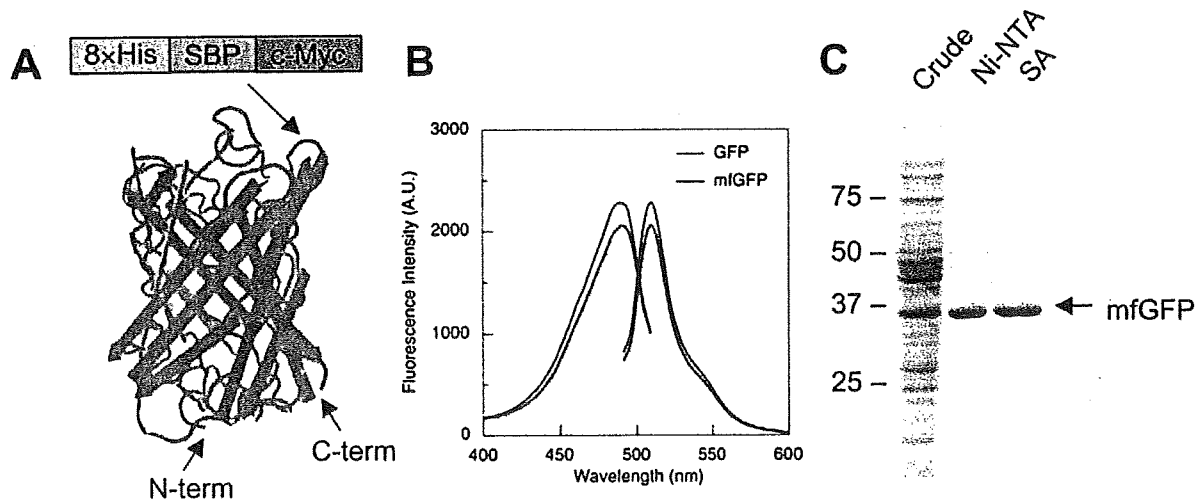 A
8×His SBP c-Myc
N-term
C-term
B
3000
2000
1000
0
Fluorescence Intensity (A.U.)
GFP
mfGFP
400 450 500 550 600
Wavelength (nm)
C
Crude
Ni-NTA
SA
75
50
37
25
mfGFP